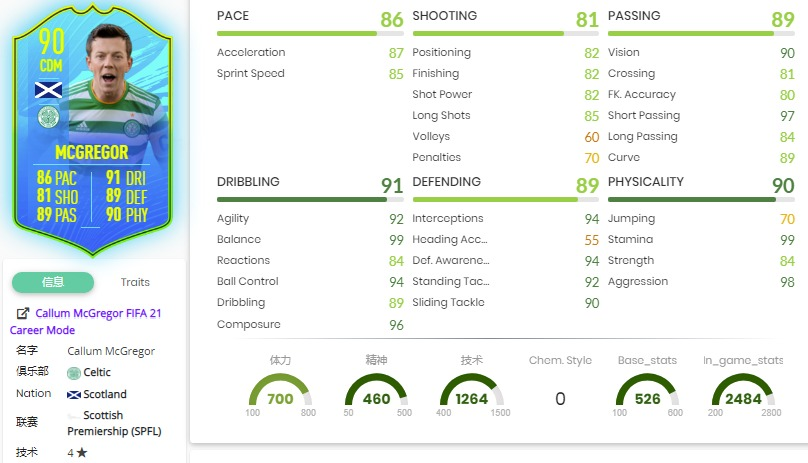 90
CDM
MCGREGOR
86 PAC 91 DRI
81 SHO 89 DEF
89 PAS 90 PHY
信息 Traits
Callum McGregor FIFA 21
Career Mode
名字 Callum McGregor
俱乐部 Celtic
Nation Scotland
联赛 Scottish
Premiership (SPFL)
技术 4 ★
PACE 86
Acceleration 87
Sprint Speed 85
SHOOTING 81
Positioning 82
Finishing 82
Shot Power 82
Long Shots 85
Volleys 60
Penalties 70
PASSING 89
Vision 90
Crossing 81
FK. Accuracy 80
Short Passing 97
Long Passing 84
Curve 89
DRIBBLING 91
Agility 92
Balance 99
Reactions 84
Ball Control 94
Dribbling 89
Composure 96
DEFENDING 89
Interceptions 94
Heading Acc... 55
Def. Awarene... 94
Standing Tac... 92
Sliding Tackle 90
PHYSICALITY 90
Jumping 70
Stamina 99
Strength 84
Aggression 98
体力 精神 技术 Chem. Style Base_stats In_game_stats
700 460 1264 0 526 2484
100 800 50 500 400 1500 100 600 200 2800